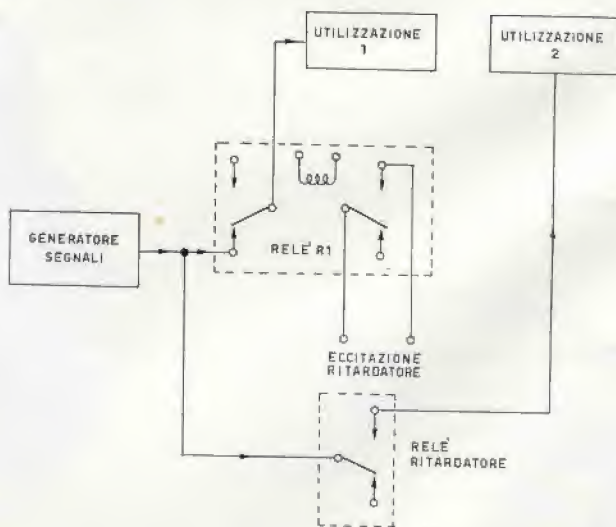 UTILIZZAZIONE
1
UTILIZZAZIONE
2
GENERATORE
SEGNALI
RELE' R1
ECCITAZIONE
RITARDATORE
RELE'
RITARDATORE